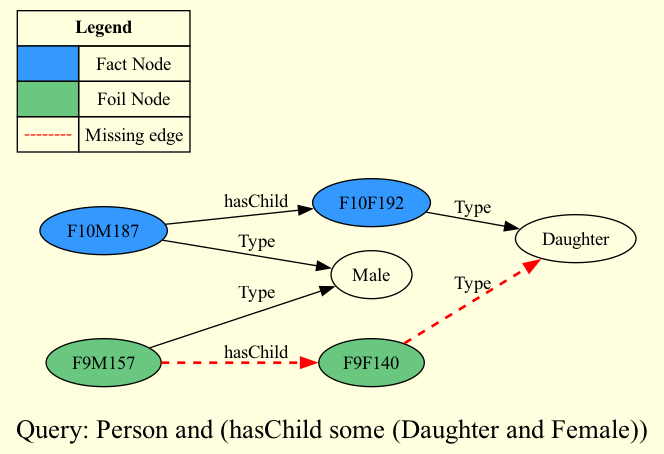 Legend
Fact Node
Foil Node
Missing edge
hasChild
F10F192
Type
F10M187
Type
Daughter
Male
Type
Type
F9M157
hasChild
F9F140
Query: Person and (hasChild some (Daughter and Female))